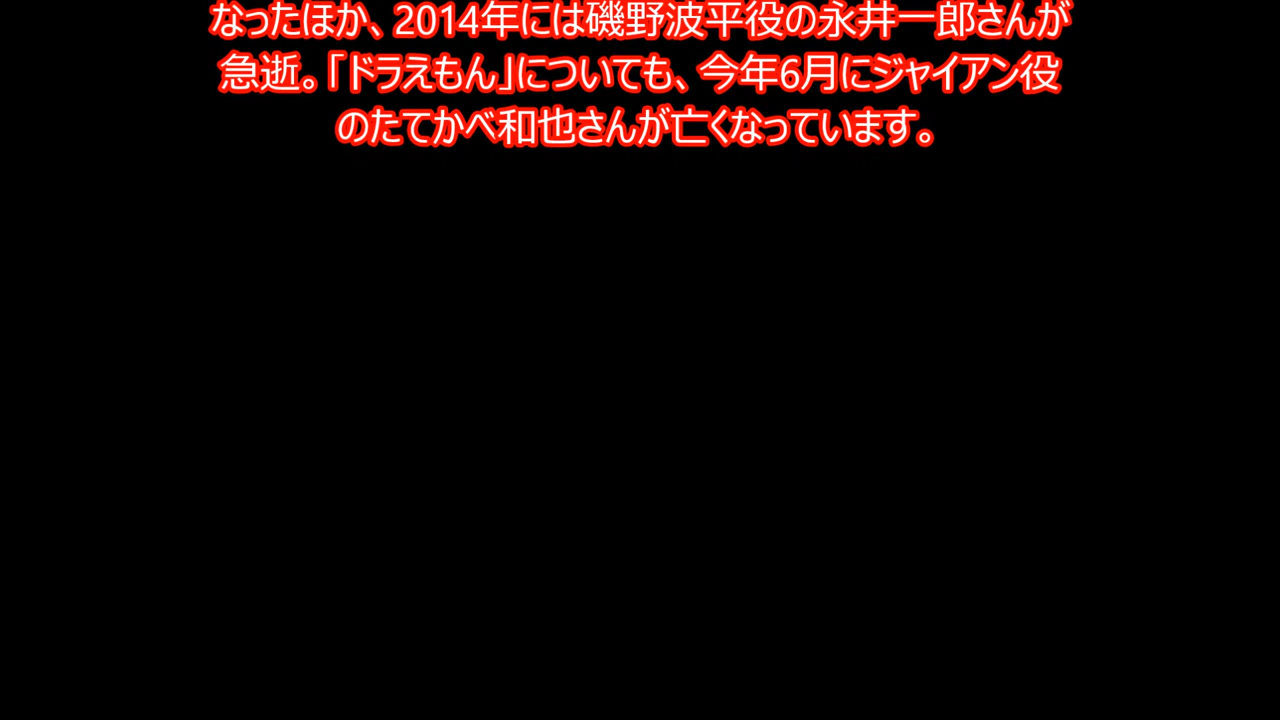 なったほか、2014年には磯野波平役の永井一郎さんが
急逝。「ドラえもん」についても、今年6月にジャイアン役
のたてかべ和也さんが亡くなっています。